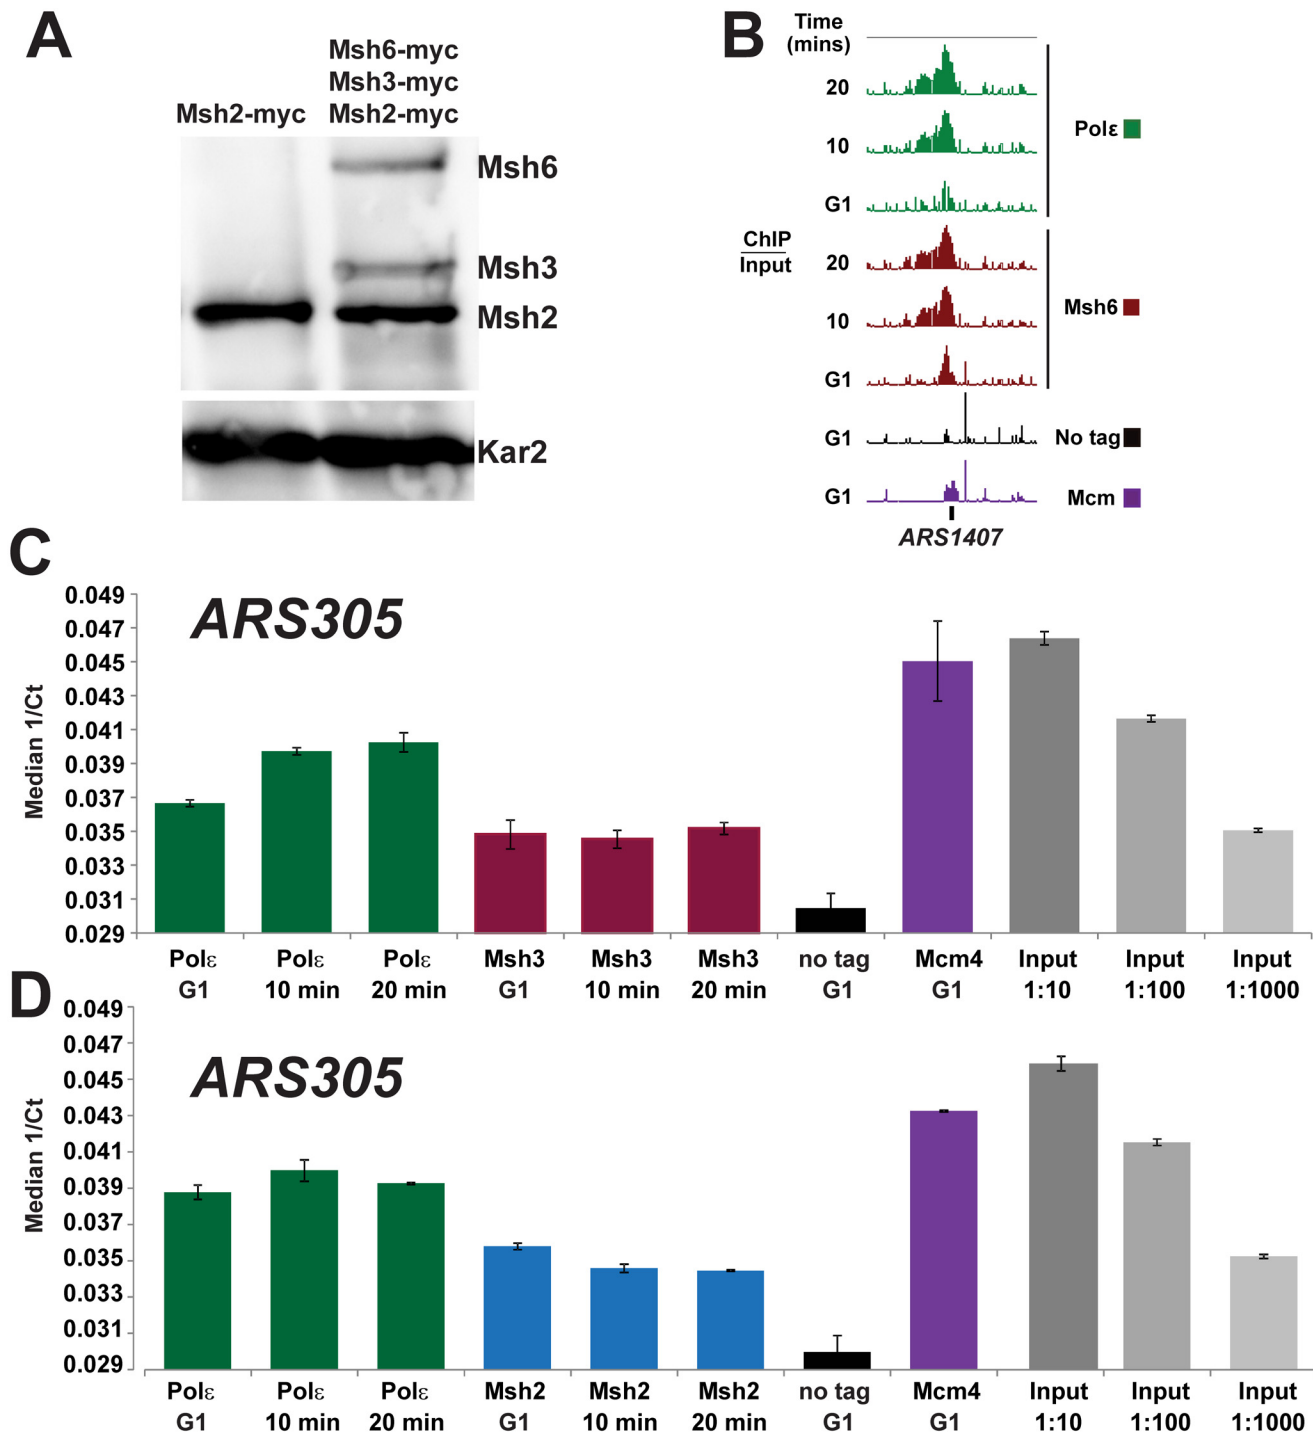 A
Msh2-myc
Msh6-myc
Msh3-myc
Msh2-myc
Msh6
Msh3
Msh2
Kar2
B
Time
(mins)
20
10
G1
Polε
ChIP
Input
20
10
G1
Msh6
G1
No tag
G1
Mcm
ARS1407
C
ARS305
Median 1/Ct
0.049
0.047
0.045
0.043
0.041
0.039
0.037
0.035
0.033
0.031
0.029
Polε Polε Polε Msh3 Msh3 Msh3 no tag Mcm4 Input Input Input
G1 10 min 20 min G1 10 min 20 min G1 G1 1:10 1:100 1:1000
D
ARS305
Median 1/Ct
0.049
0.047
0.045
0.043
0.041
0.039
0.037
0.035
0.033
0.031
0.029
Polε Polε Polε Msh2 Msh2 Msh2 no tag Mcm4 Input Input Input
G1 10 min 20 min G1 10 min 20 min G1 G1 1:10 1:100 1:1000